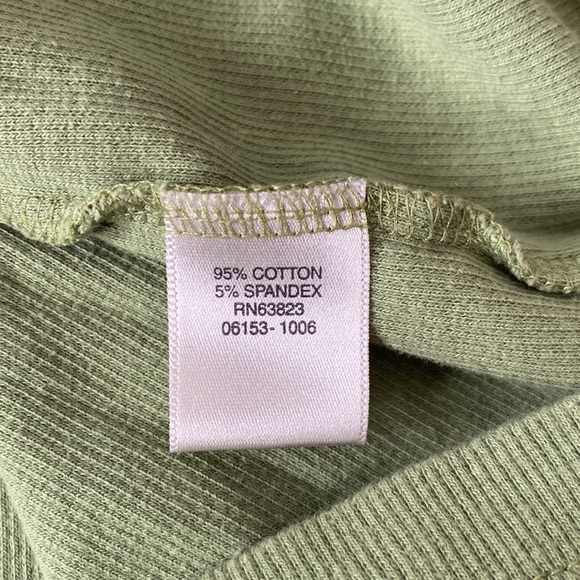 95% COTTON
5% SPANDEX
RN63823
06153-1006